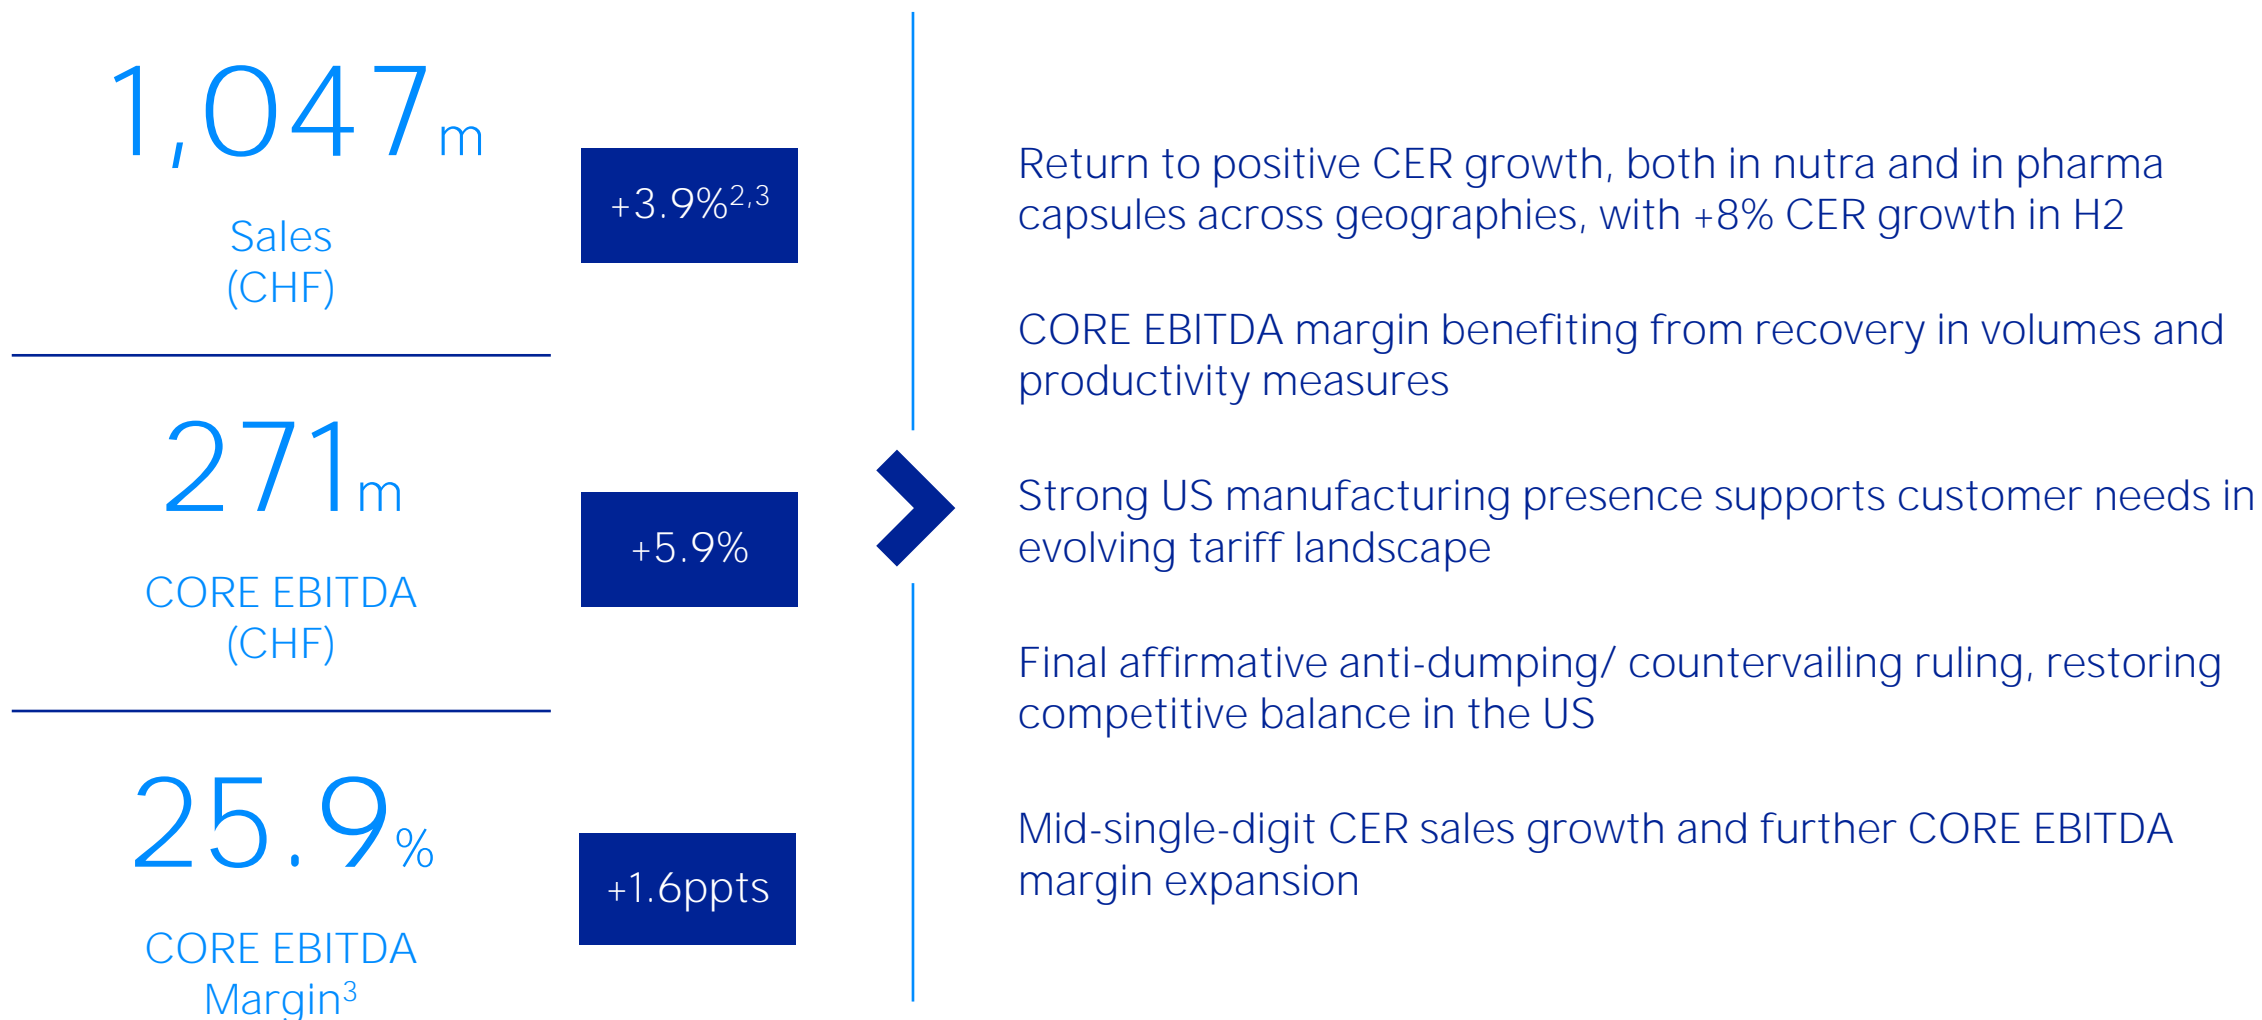 1,047m
Sales
(CHF)
+3.9%2,3
271m
CORE EBITDA
(CHF)
+5.9%
25.9%
CORE EBITDA
Margin3
+1.6ppts
Return to positive CER growth, both in nutra and in pharma
capsules across geographies, with +8% CER growth in H2
CORE EBITDA margin benefiting from recovery in volumes and
productivity measures
Strong US manufacturing presence supports customer needs in
evolving tariff landscape
Final affirmative anti-dumping/ countervailing ruling, restoring
competitive balance in the US
Mid-single-digit CER sales growth and further CORE EBITDA
margin expansion